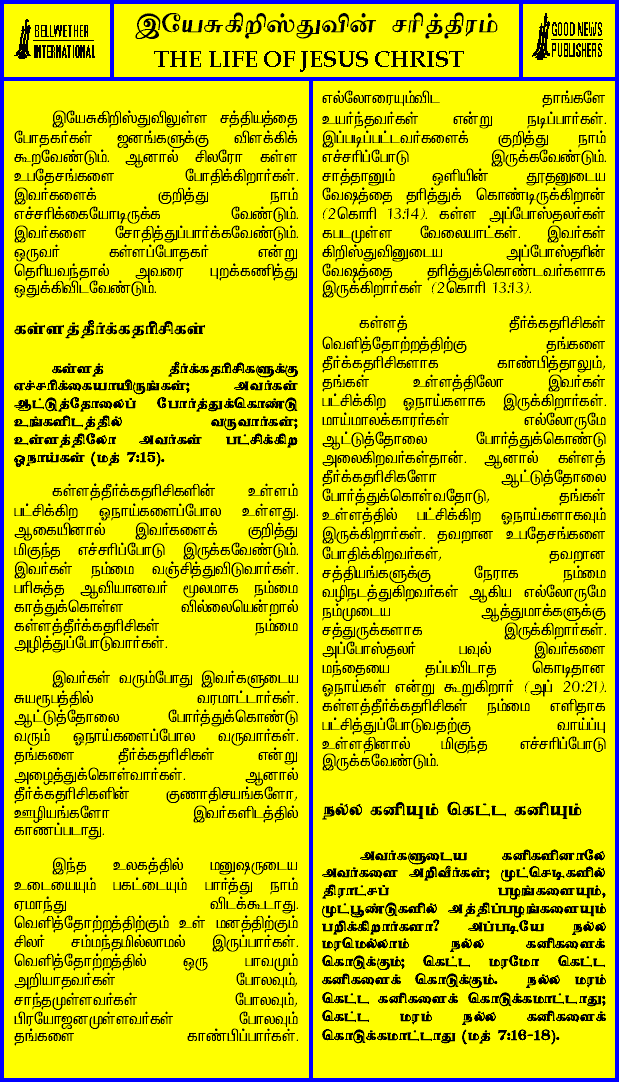 BELLWETHER
INTERNATIONAL
இயேசுகிறிஸ்துவின் சரித்திரம்
THE LIFE OF JESUS CHRIST
GOOD NEWS
PUBLISHERS
இயேசுகிறிஸ்துவிலுள்ள சத்தியத்தை
போதகர்கள் ஜனங்களுக்கு விளக்கிக்
கூறவேண்டும். ஆனால் சிலரோ கள்ள
உபதேசங்களை போதிக்கிறார்கள்.
இவர்களைக் குறித்து நாம்
எச்சரிக்கையோடிருக்க வேண்டும்.
இவர்களை சோதித்துப்பார்க்கவேண்டும்.
ஒருவர் கள்ளப்போதகர் என்று
தெரியவந்தால் அவரை புறக்கணித்து
ஒதுக்கிவிடவேண்டும்.
கள்ளத்தீர்க்கதரிசிகள்
கள்ளத் தீர்க்கதரிசிகளுக்கு
எச்சரிக்கையாயிருங்கள்; அவர்கள்
ஆட்டுத்தோலைப் போர்த்துக்கொண்டு
உங்களிடத்தில் வருவார்கள்;
உள்ளத்திலோ அவர்கள் பட்சிக்கிற
ஓநாய்கள் (மத் 7:15).
கள்ளத்தீர்க்கதரிசிகளின் உள்ளம்
பட்சிக்கிற ஓநாய்களைப்போல உள்ளது.
ஆகையினால் இவர்களைக் குறித்து
மிகுந்த எச்சரிப்போடு இருக்கவேண்டும்.
இவர்கள் நம்மை வஞ்சித்துவிடுவார்கள்.
பரிசுத்த ஆவியானவர் மூலமாக நம்மை
காத்துக்கொள்ள வில்லையென்றால்
கள்ளத்தீர்க்கதரிசிகள் நம்மை
அழித்துப்போடுவார்கள்.
இவர்கள் வரும்போது இவர்களுடைய
சுயரூபத்தில் வரமாட்டார்கள்.
ஆட்டுத்தோலை போர்த்துக்கொண்டு
வரும் ஓநாய்களைப்போல வருவார்கள்.
தங்களை தீர்க்கதரிசிகள் என்று
அழைத்துக்கொள்வார்கள். ஆனால்
தீர்க்கதரிசிகளின் குணாதிசயங்களோ,
ஊழியங்களோ இவர்களிடத்தில்
காணப்படாது.
இந்த உலகத்தில் மனுஷருடைய
உடையையும் பகட்டையும் பார்த்து நாம்
ஏமாந்து விடக்கூடாது.
வெளித்தோற்றத்திற்கும் உள் மனத்திற்கும்
சிலர் சம்மந்தமில்லாமல் இருப்பார்கள்.
வெளித்தோற்றத்தில் ஒரு பாவமும்
அறியாதவர்கள் போலவும்,
சாந்தமுள்ளவர்கள் போலவும்,
பிரயோஜனமுள்ளவர்கள் போலவும்
தங்களை காண்பிப்பார்கள்.
எல்லோரையும்விட தாங்களே
உயர்ந்தவர்கள் என்று நடிப்பார்கள்.
இப்படிப்பட்டவர்களைக் குறித்து நாம்
எச்சரிப்போடு இருக்கவேண்டும்.
சாத்தானும் ஒளியின் தூதனுடைய
வேஷத்தை தரித்துக் கொண்டிருக்கிறான்
(2கொரி 13:14). கள்ள அப்போஸ்தலர்கள்
கபடமுள்ள வேலையாட்கள். இவர்கள்
கிறிஸ்துவினுடைய அப்போஸ்தரின்
வேஷத்தை தரித்துக்கொண்டவர்களாக
இருக்கிறார்கள் (2கொரி 13:13).
கள்ளத் தீர்க்கதரிசிகள்
வெளித்தோற்றத்திற்கு தங்களை
தீர்க்கதரிசிகளாக காண்பித்தாலும்,
தங்கள் உள்ளத்திலோ இவர்கள்
பட்சிக்கிற ஓநாய்களாக இருக்கிறார்கள்.
மாய்மாலக்காரர்கள் எல்லோருமே
ஆட்டுத்தோலை போர்த்துக்கொண்டு
அலைகிறவர்கள்தான். ஆனால் கள்ளத்
தீர்க்கதரிசிகளோ ஆட்டுத்தோலை
போர்த்துக்கொள்வதோடு, தங்கள்
உள்ளத்தில் பட்சிக்கிற ஓநாய்களாகவும்
இருக்கிறார்கள். தவறான உபதேசங்களை
போதிக்கிறவர்கள், தவறான
சத்தியங்களுக்கு நேராக நம்மை
வழிநடத்துகிறவர்கள் ஆகிய எல்லோருமே
நம்முடைய ஆத்துமாக்களுக்கு
சத்துருக்களாக இருக்கிறார்கள்.
அப்போஸ்தலர் பவுல் இவர்களை
மந்தையை தப்பவிடாத கொடிதான
ஓநாய்கள் என்று கூறுகிறார் (அப் 20:21).
கள்ளத்தீர்க்கதரிசிகள் நம்மை எளிதாக
பட்சித்துப்போடுவதற்கு வாய்ப்பு
உள்ளதினால் மிகுந்த எச்சரிப்போடு
இருக்கவேண்டும்.
நல்ல கனியும் கெட்ட கனியும்
அவர்களுடைய கனிகளினாலே
அவர்களை அறிவீர்கள்; முட்செடிகளில்
திராட்சப் பழங்களையும்,
முட்பூண்டுகளில் அத்திப்பழங்களையும்
பறிக்கிறார்களா? அப்படியே நல்ல
மரமெல்லாம் நல்ல கனிகளைக்
கொடுக்கும்; கெட்ட மரமோ கெட்ட
கனிகளைக் கொடுக்கும். நல்ல மரம்
கெட்ட கனிகளைக் கொடுக்கமாட்டாது;
கெட்ட மரம் நல்ல கனிகளைக்
கொடுக்கமாட்டாது (மத் 7:16-18).